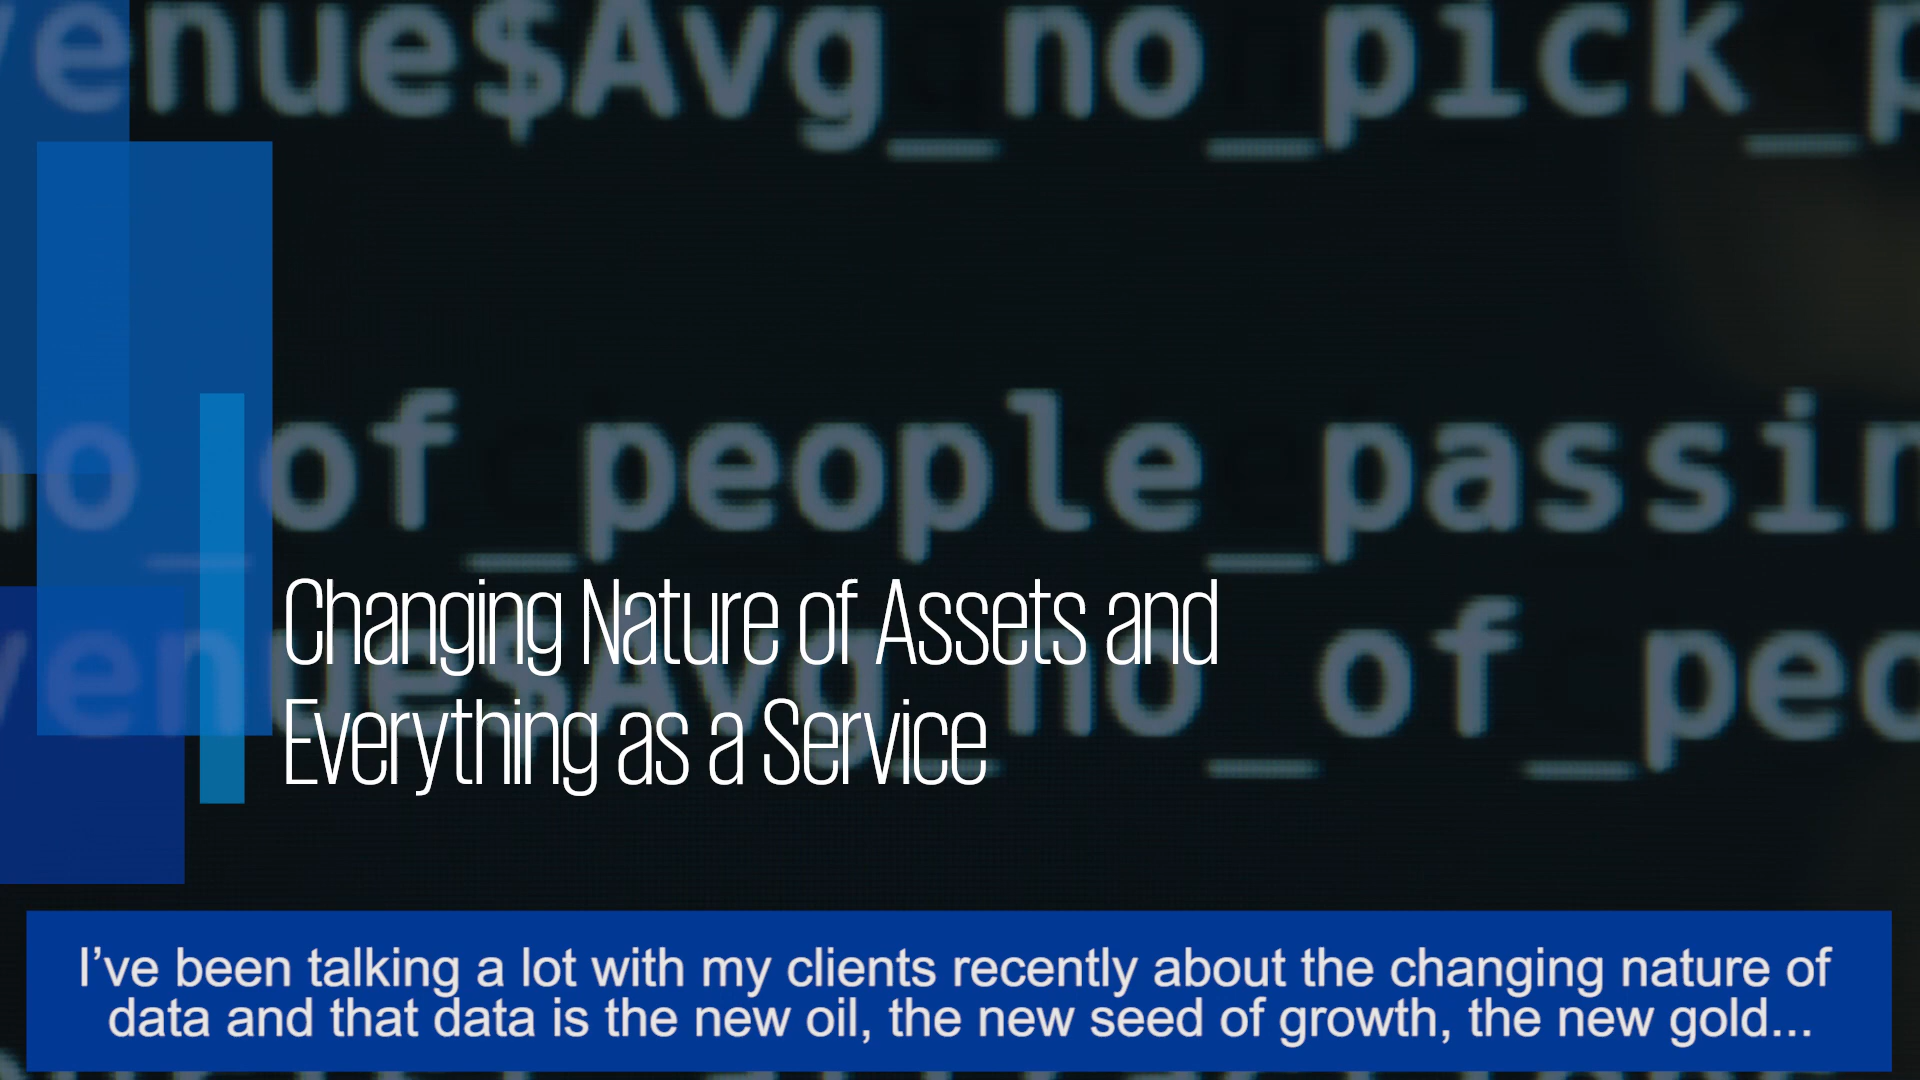 venue$Avg_no_pick_p
no_of_people_passin
venue$Avg_no_of_peo
Changing Nature of Assets and
Everything as a Service
I’ve been talking a lot with my clients recently about the changing nature of
data and that data is the new oil, the new seed of growth, the new gold...